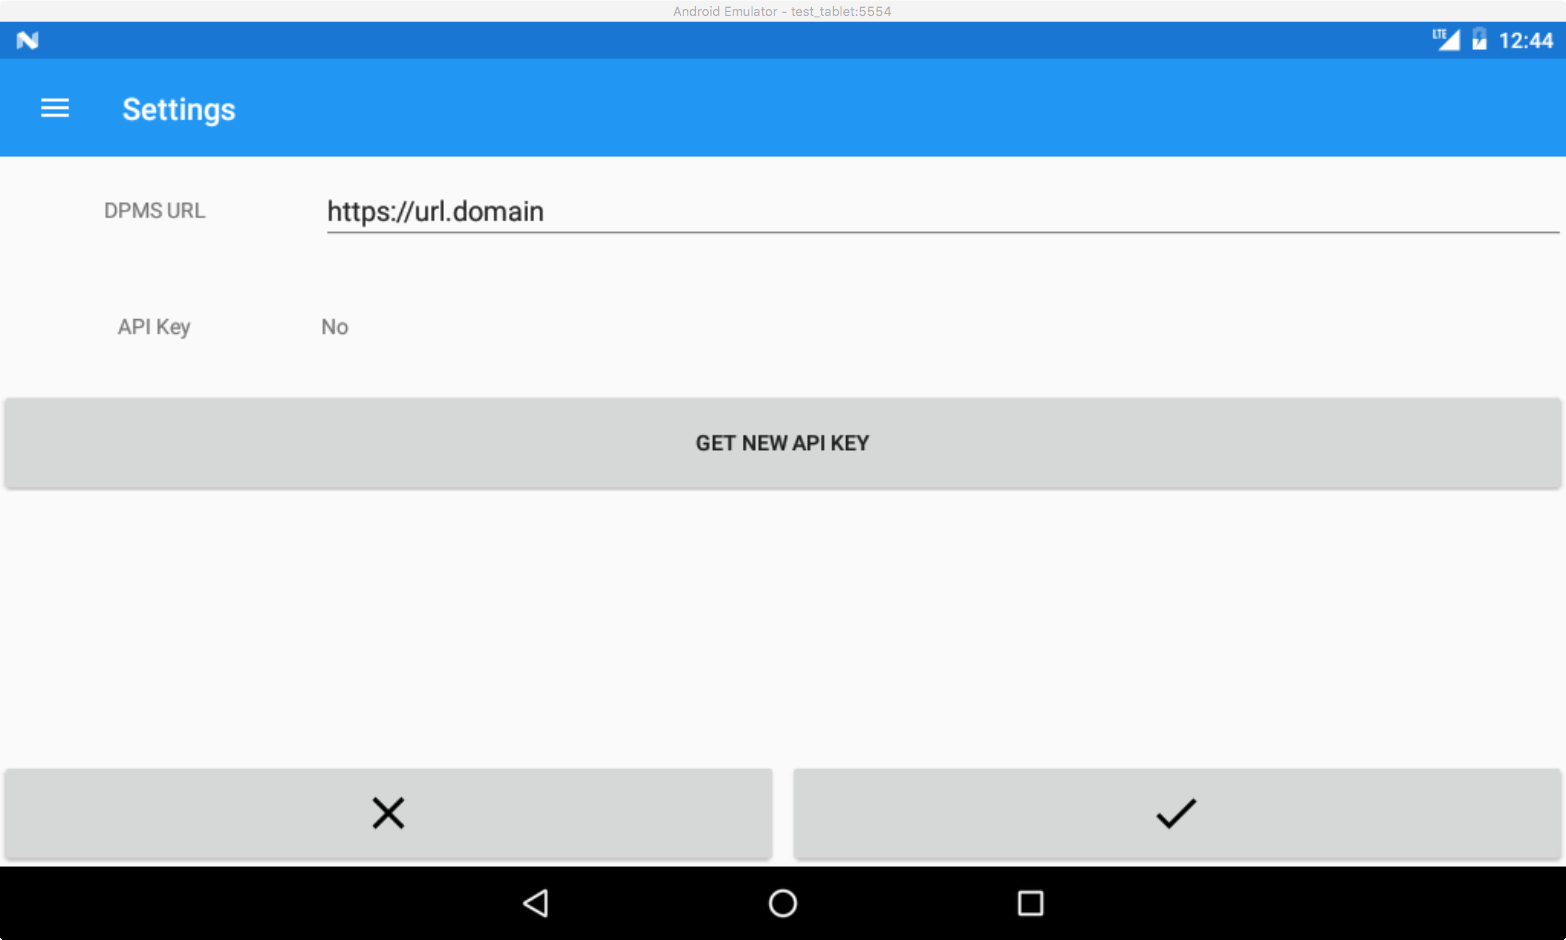 Android Emulator - test_tablet:5554
LTE 12:44
Settings
DPMS URL https://url.domain
API Key No
GET NEW API KEY